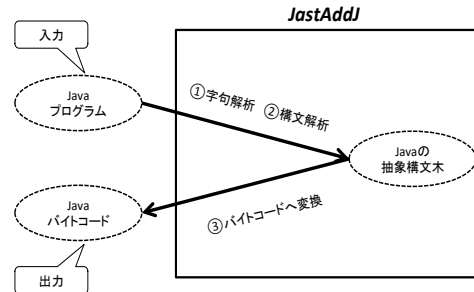 JastAddJ
入力
Java
プログラム
①字句解析 ②構文解析
Javaの
抽象構文木
Java
バイトコード
③バイトコードへ変換
出力